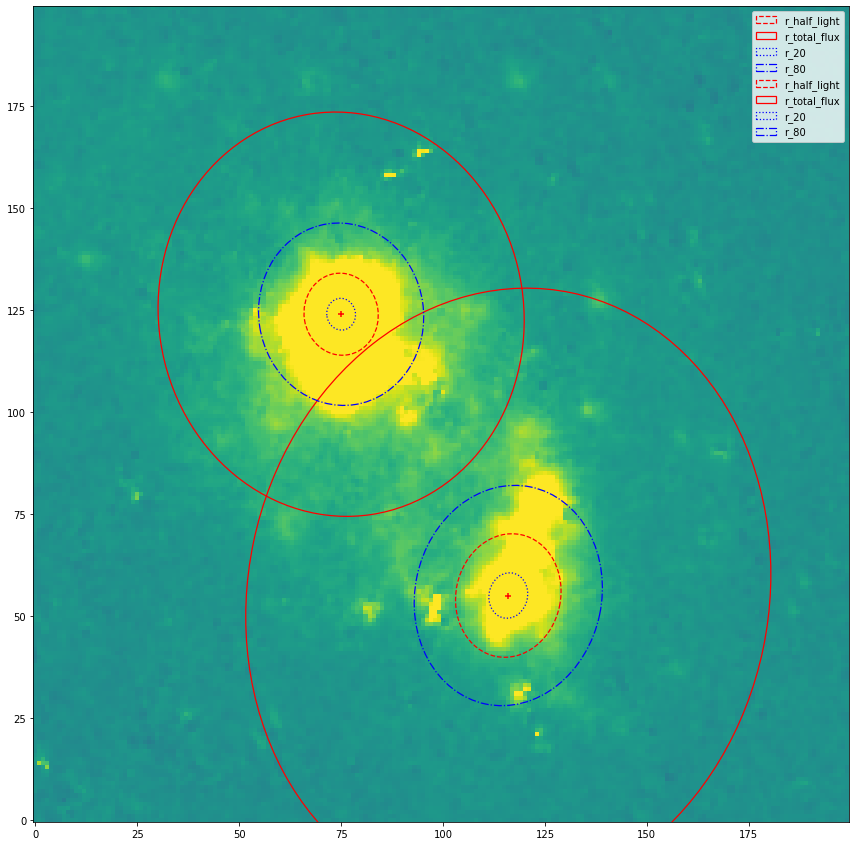 r_half_light
r_total_flux
r_20
r_80
r_half_light
r_total_flux
r_20
r_80
175
150
125
100
75
50
25
0
0 25 50 75 100 125 150 175